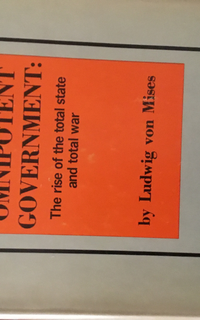 OMNIPOTENT
GOVERNMENT:
The rise of the total state
and total war
by Ludwig von Mises